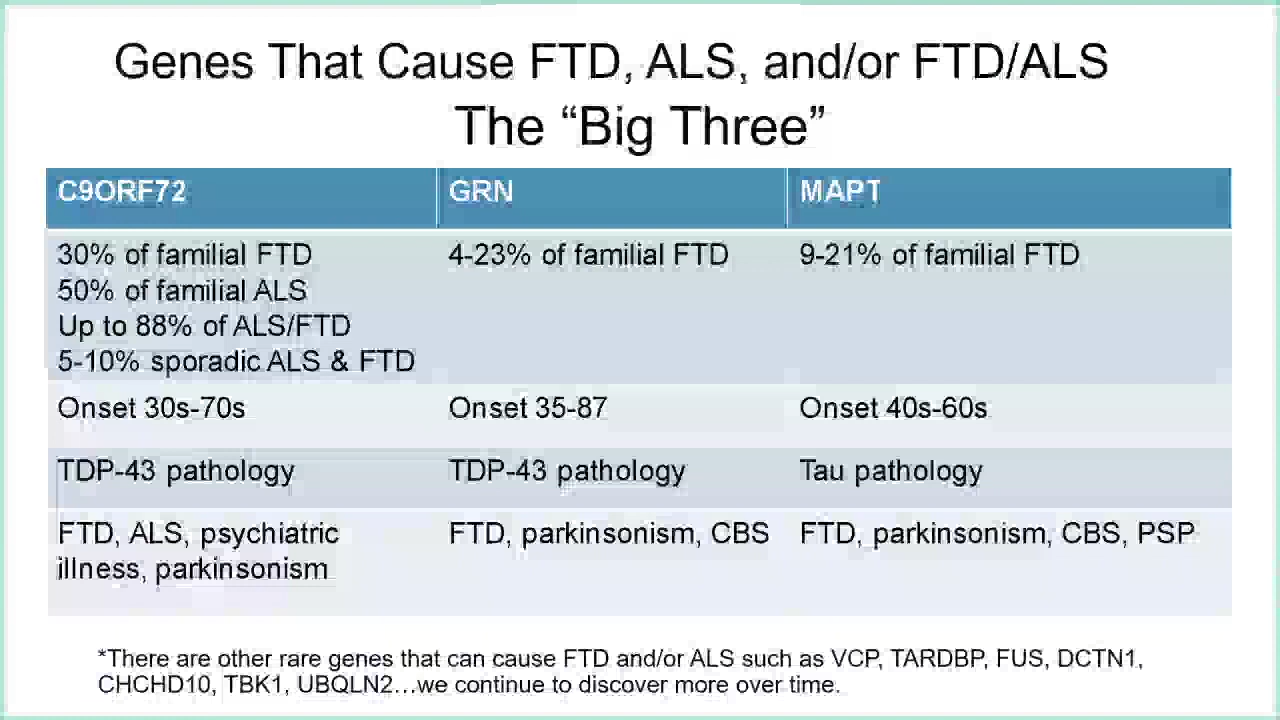 Genes That Cause FTD, ALS, and/or FTD/ALS
The “Big Three”
C9ORF72
GRN
MAPT
30% of familial FTD
50% of familial ALS
Up to 88% of ALS/FTD
5-10% sporadic ALS & FTD
4-23% of familial FTD
9-21% of familial FTD
Onset 30s-70s
Onset 35-87
Onset 40s-60s
TDP-43 pathology
TDP-43 pathology
Tau pathology
FTD, ALS, psychiatric
illness, parkinsonism
FTD, parkinsonism, CBS
FTD, parkinsonism, CBS, PSP
*There are other rare genes that can cause FTD and/or ALS such as VCP, TARDBP, FUS, DCTN1,
CHCHD10, TBK1, UBQLN2…we continue to discover more over time.